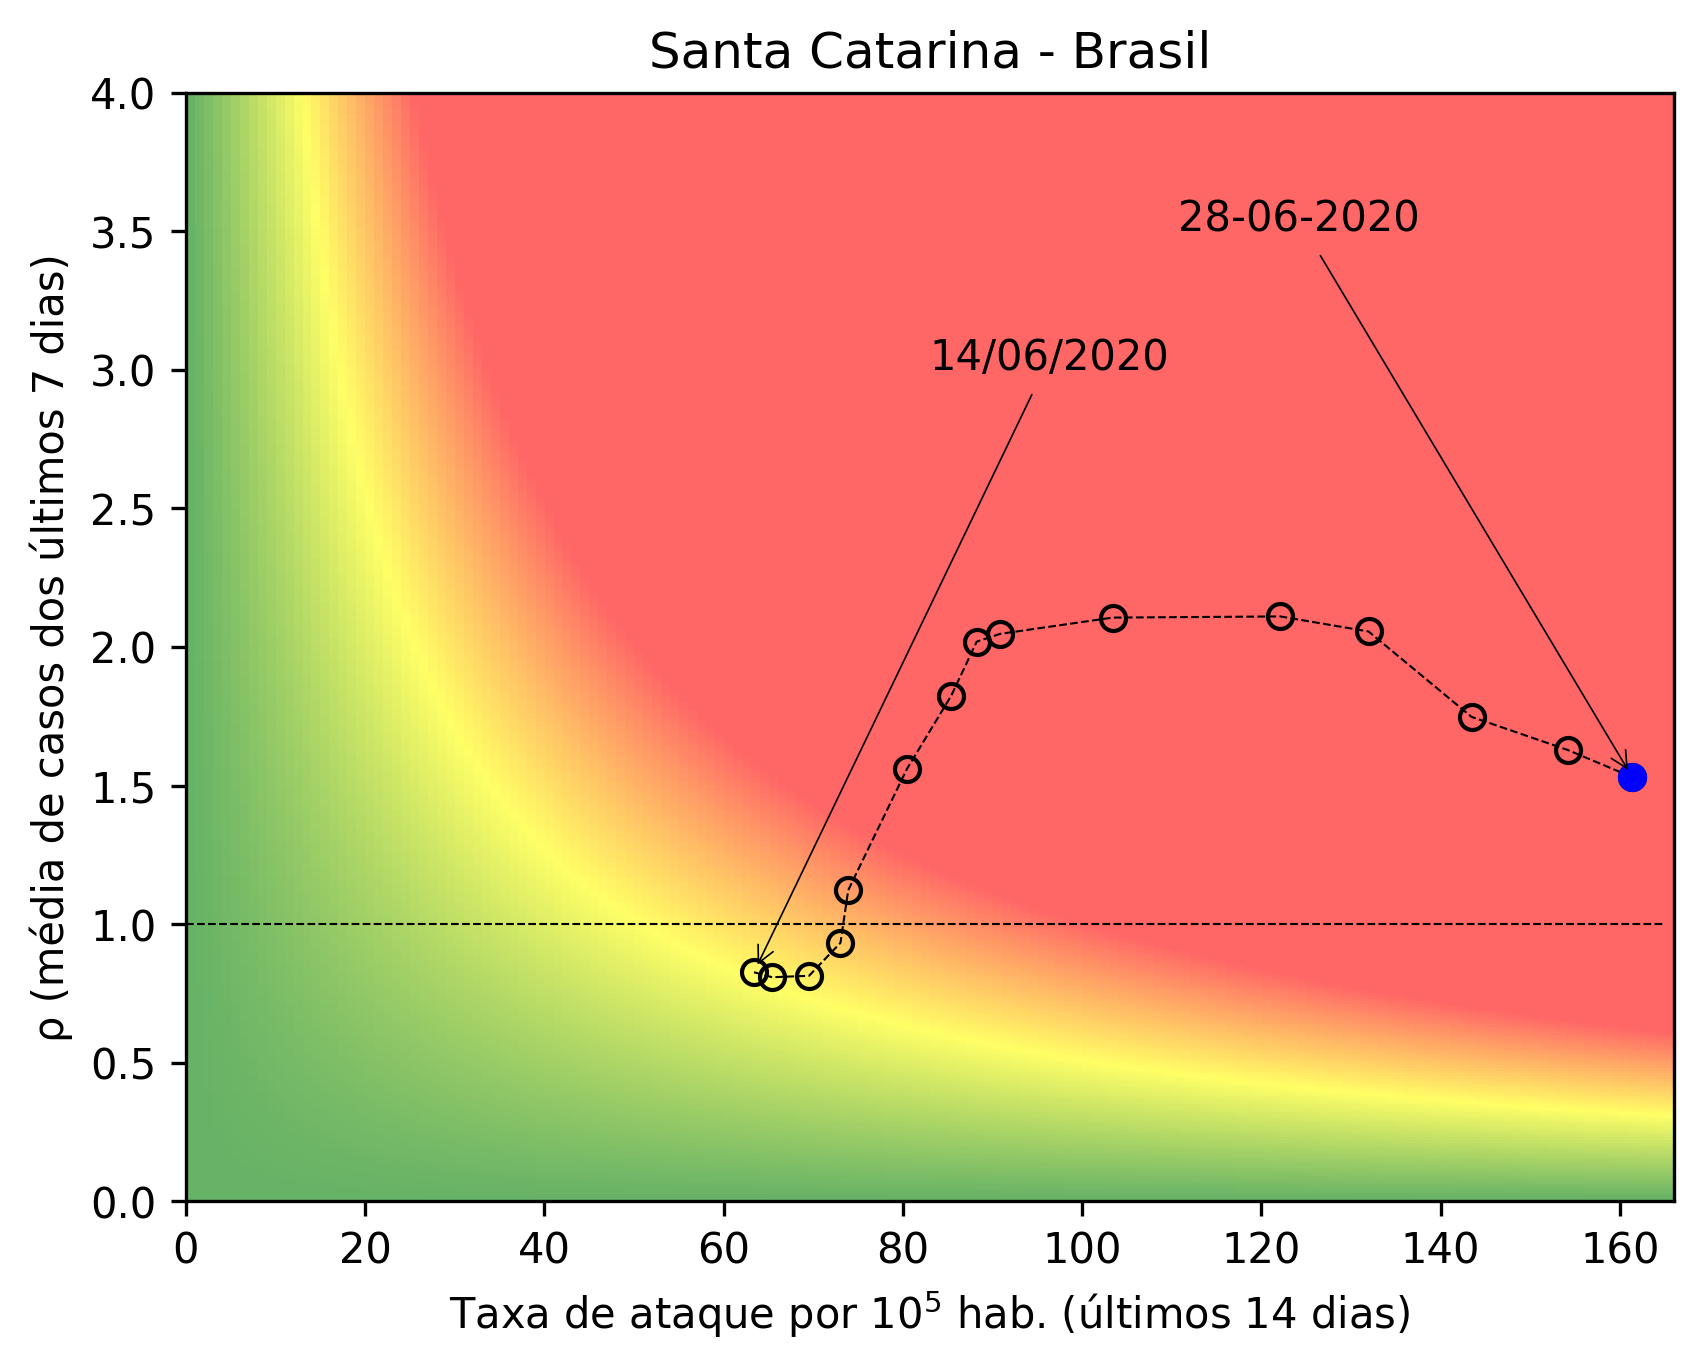 Santa Catarina - Brasil
4.0
3.5
3.0
2.5
2.0
1.5
1.0
0.5
0.0
ρ (média de casos dos últimos 7 dias)
28-06-2020
14/06/2020
0 20 40 60 80 100 120 140 160
Taxa de ataque por 10⁵ hab. (últimos 14 dias)